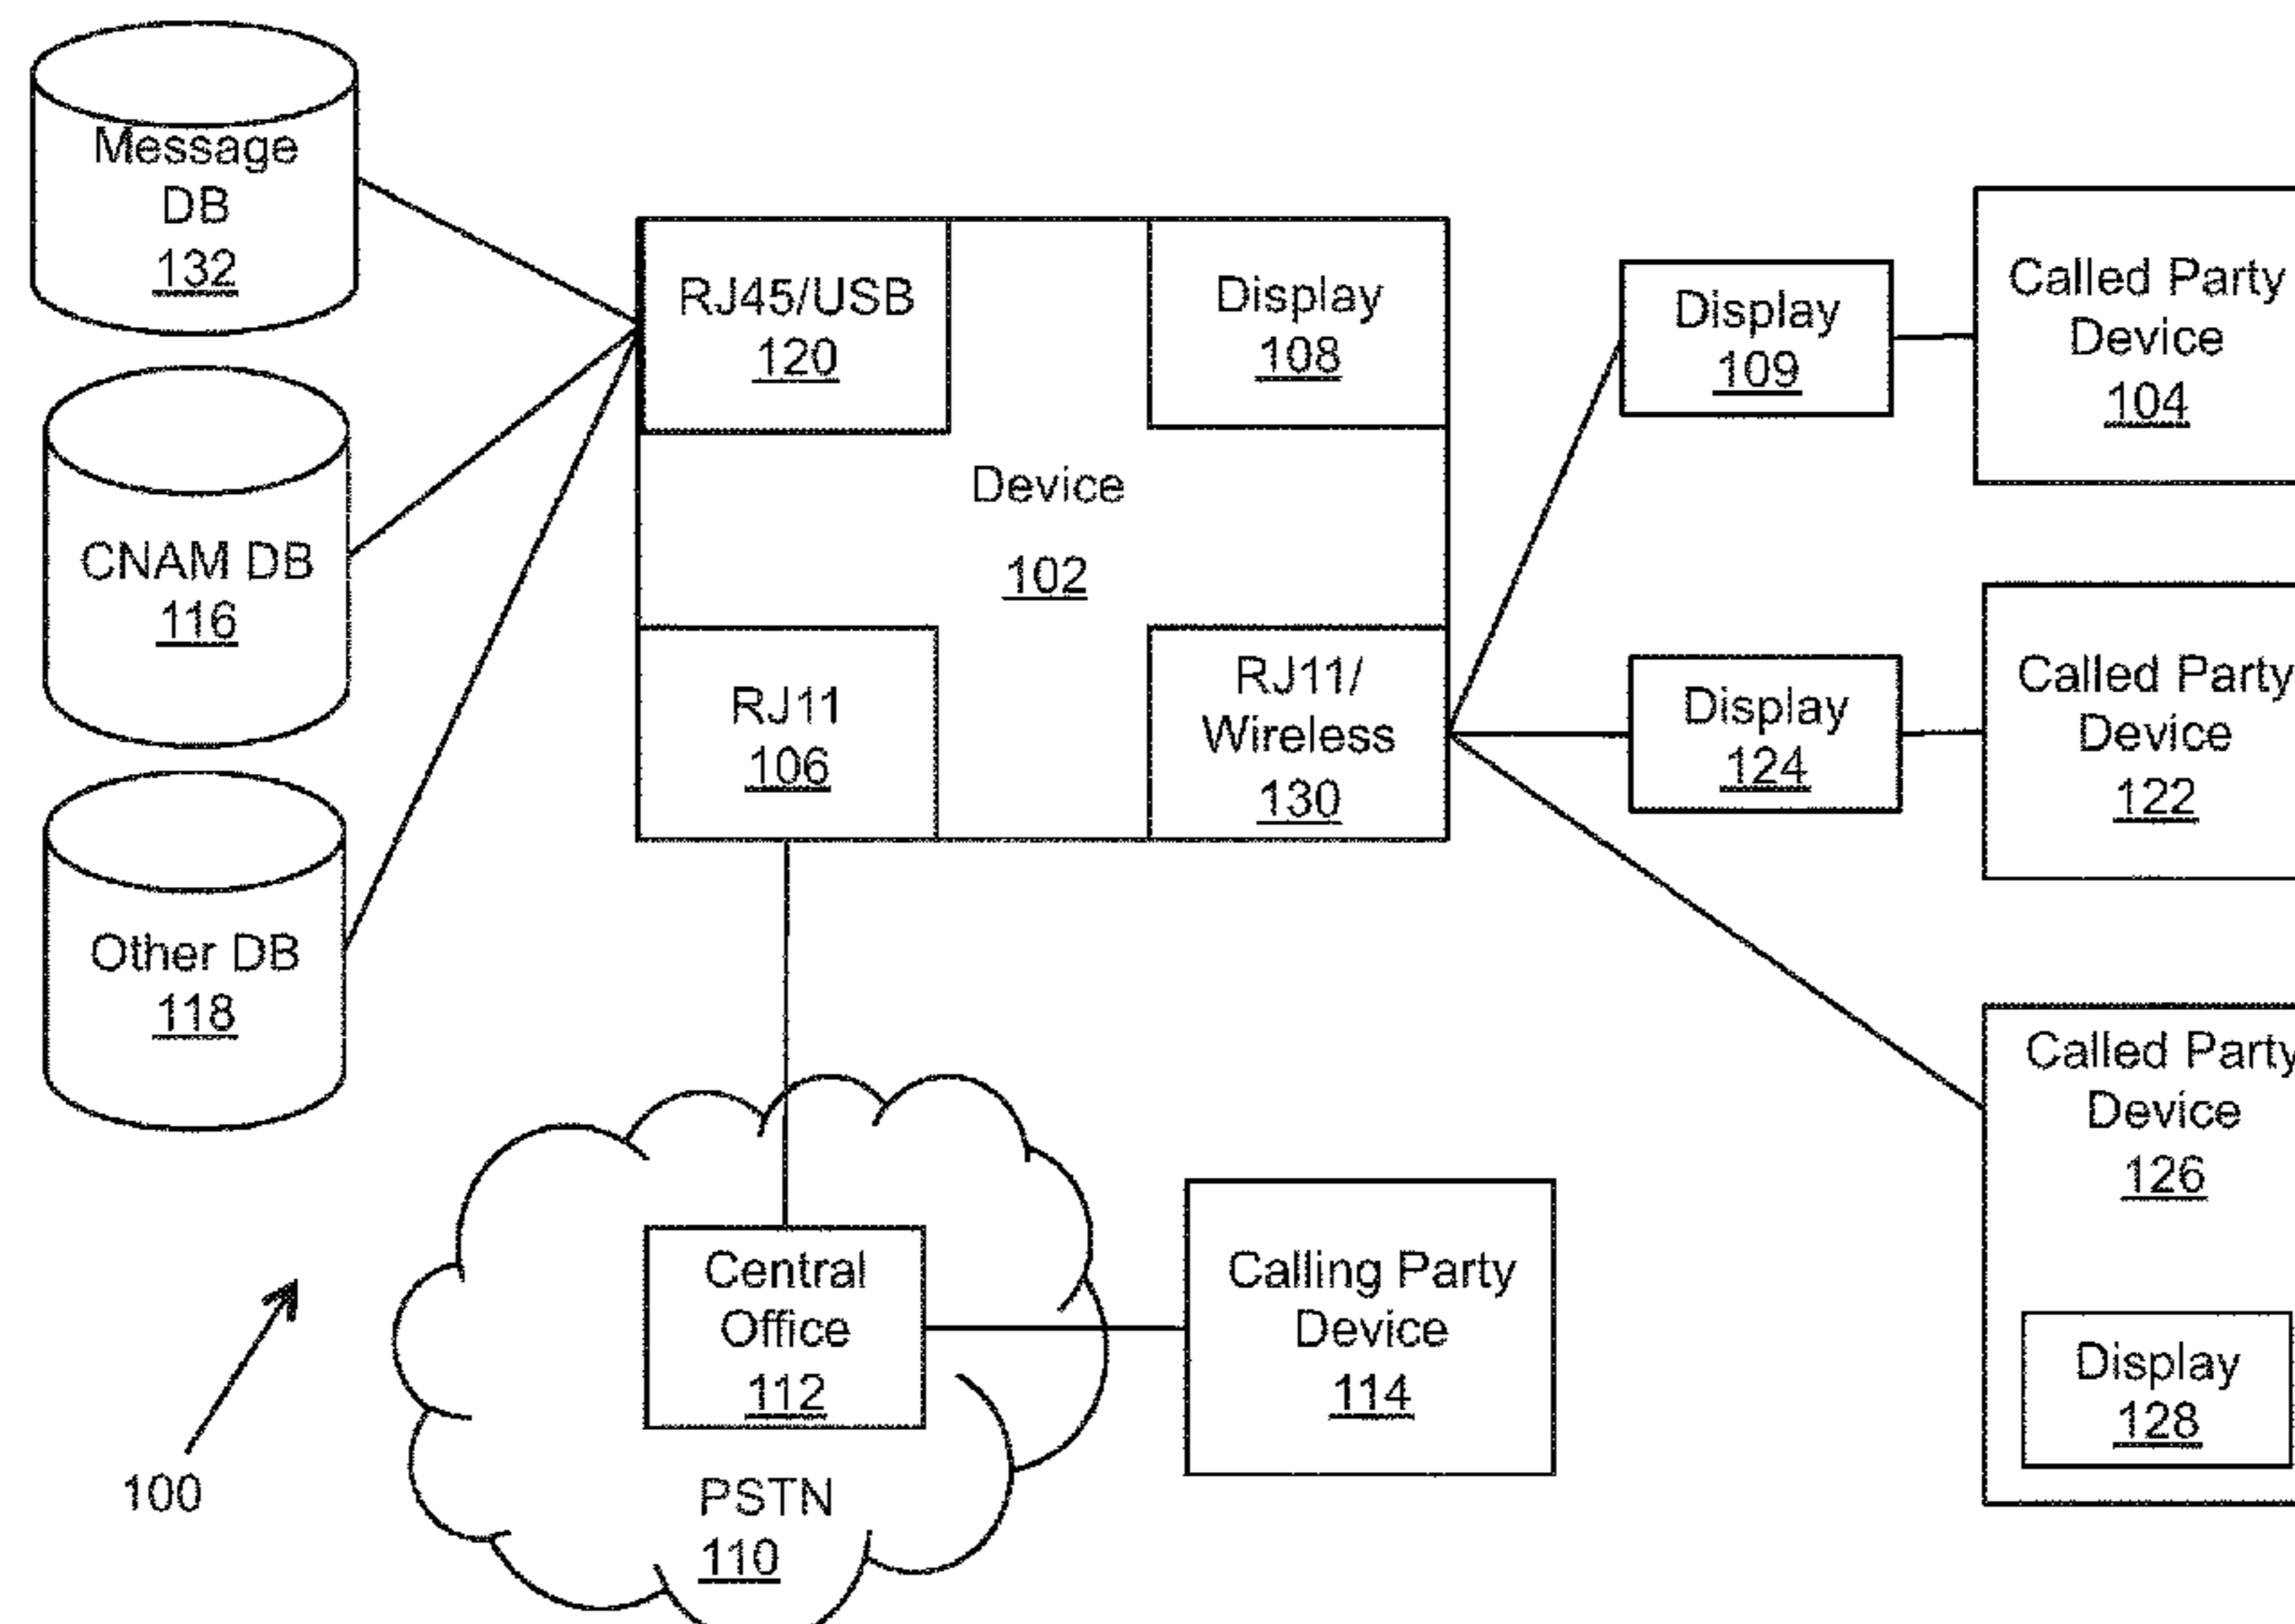 Message
DB
132
CNAM DB
116
Other DB
118
RJ45/USB
120
Display
108
Device
102
RJ11
106
RJ11/
Wireless
130
Display
109
Called Party
Device
104
Display
124
Called Party
Device
122
Called Party
Device
126
Display
128
Central
Office
112
PSTN
110
Calling Party
Device
114
100